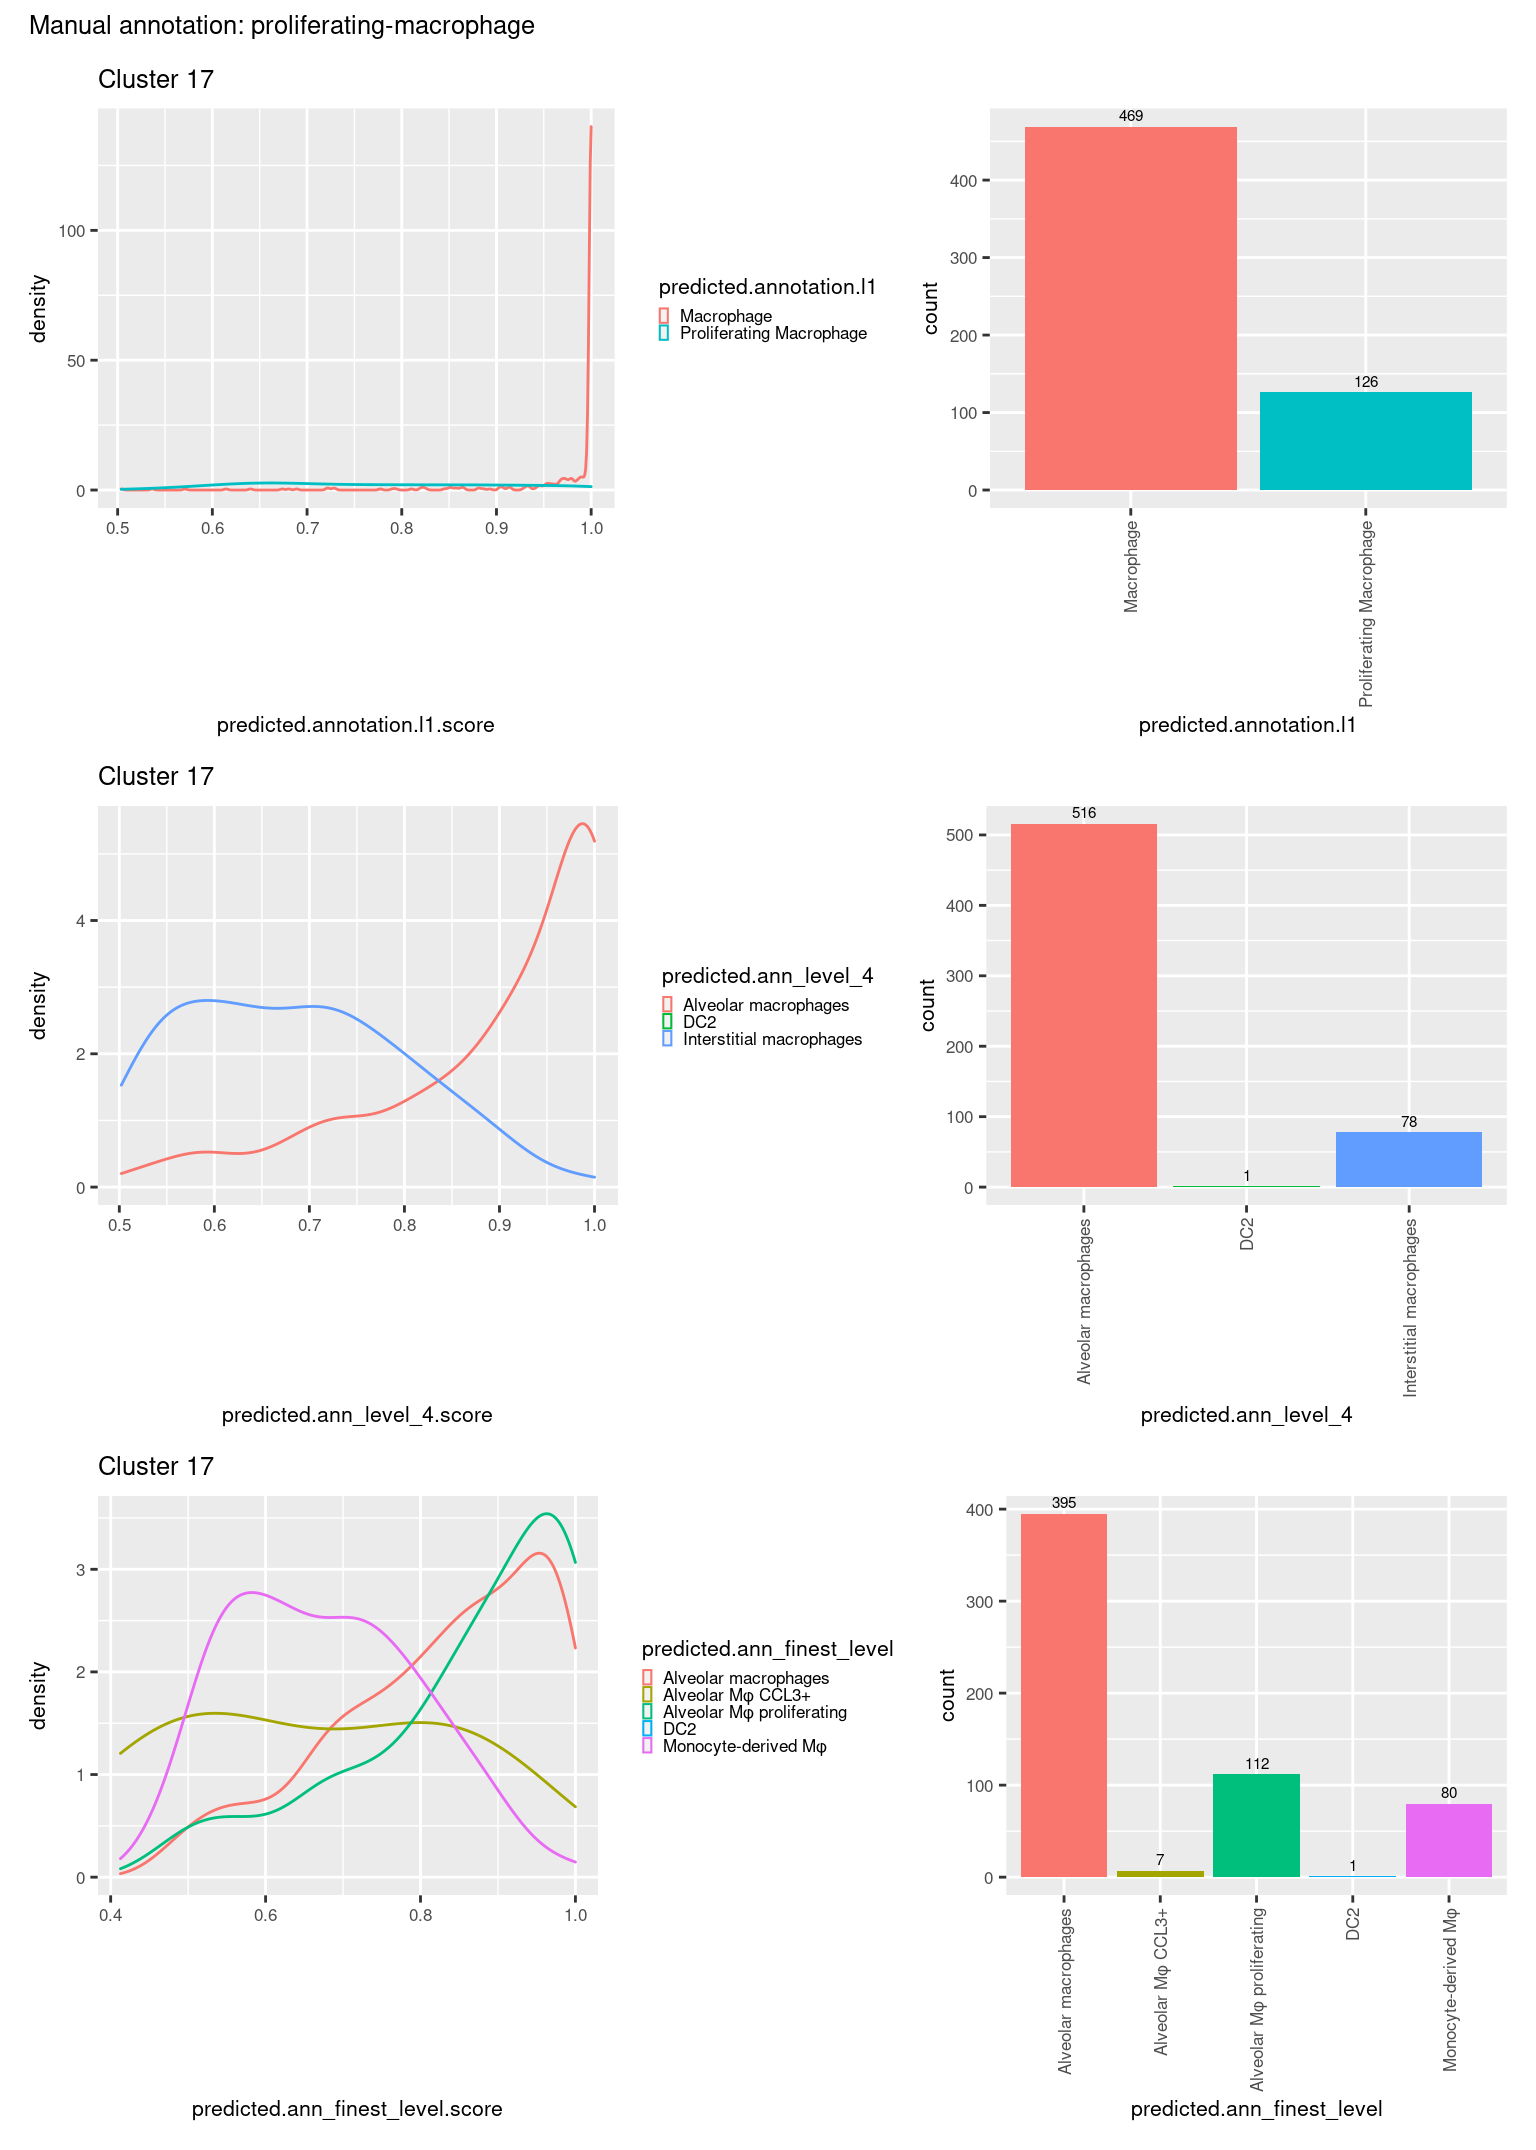 Manual annotation: proliferating-macrophage
Cluster 17
density
100
50
0
0.5 0.6 0.7 0.8 0.9 1.0
predicted.annotation.l1.score
predicted.annotation.l1
Macrophage
Proliferating Macrophage
count
400
300
200
100
0
469
126
Macrophage
Proliferating Macrophage
predicted.annotation.l1
Cluster 17
density
4
2
0
0.5 0.6 0.7 0.8 0.9 1.0
predicted.ann_level_4.score
predicted.ann_level_4
Alveolar macrophages
DC2
Interstitial macrophages
count
500
400
300
200
100
0
516
1
78
Alveolar macrophages
DC2
Interstitial macrophages
predicted.ann_level_4
Cluster 17
density
3
2
1
0
0.4 0.6 0.8 1.0
predicted.ann_finest_level.score
predicted.ann_finest_level
Alveolar macrophages
Alveolar Mφ CCL3+
Alveolar Mφ proliferating
DC2
Monocyte-derived Mφ
count
400
300
200
100
0
395
7
112
1
80
Alveolar macrophages
Alveolar Mφ CCL3+
Alveolar Mφ proliferating
DC2
Monocyte-derived Mφ
predicted.ann_finest_level